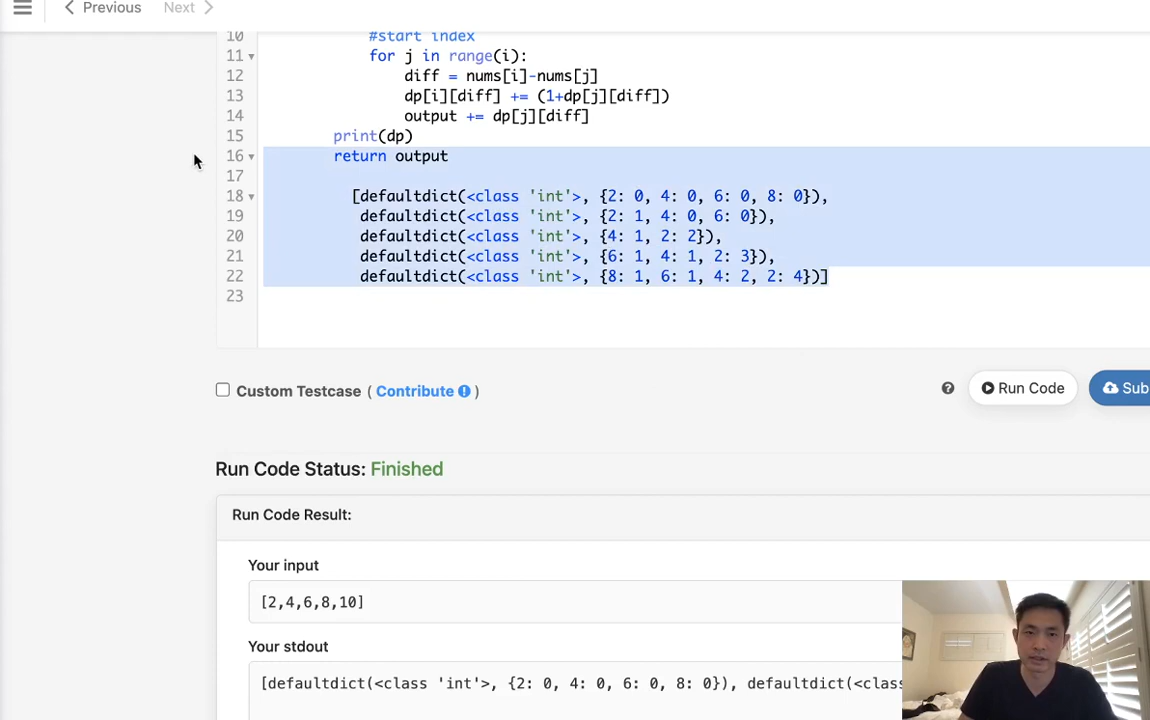 Previous Next
10 #start index
11 for j in range(i):
12 diff = nums[i]-nums[j]
13 dp[i][diff] += (1+dp[j][diff])
14 output += dp[j][diff]
15 print(dp)
16 return output
17
18 [defaultdict(<class 'int'>, {2: 0, 4: 0, 6: 0, 8: 0}),
19 defaultdict(<class 'int'>, {2: 1, 4: 0, 6: 0}),
20 defaultdict(<class 'int'>, {4: 1, 2: 2}),
21 defaultdict(<class 'int'>, {6: 1, 4: 1, 2: 3}),
22 defaultdict(<class 'int'>, {8: 1, 6: 1, 4: 2, 2: 4})]
23
Custom Testcase ( Contribute ) ? Run Code Sub
Run Code Status: Finished
Run Code Result:
Your input
[2,4,6,8,10]
Your stdout
[defaultdict(<class 'int'>, {2: 0, 4: 0, 6: 0, 8: 0}), defaultdict(<clas